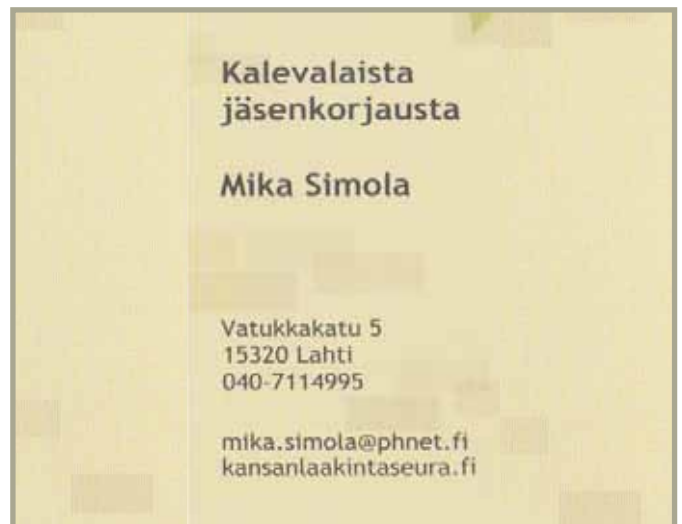 Kalevalaista
jäsenkorjausta
Mika Simola
Vatukkakatu 5
15320 Lahti
040-7114995
mika.simola@phnet.fi
kansanlaakintaseura.fi